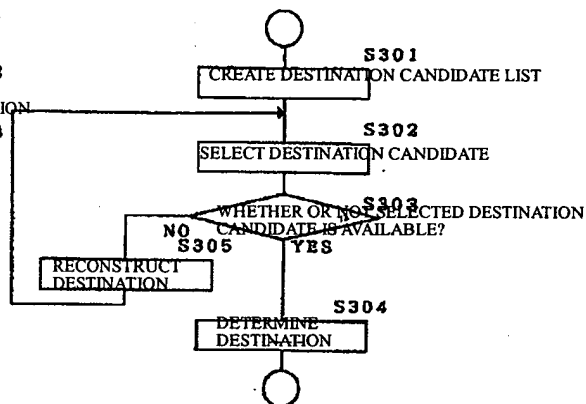 S301
CREATE DESTINATION CANDIDATE LIST
ION
S302
SELECT DESTINATION CANDIDATE
S303
WHETHER OR NOT SELECTED DESTINATION
CANDIDATE IS AVAILABLE?
NO
YES
S305
RECONSTRUCT
DESTINATION
S304
DETERMINE
DESTINATION